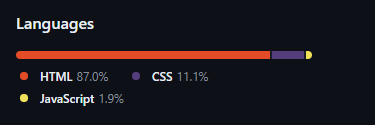 Languages
HTML 87.0% CSS 11.1%
JavaScript 1.9%